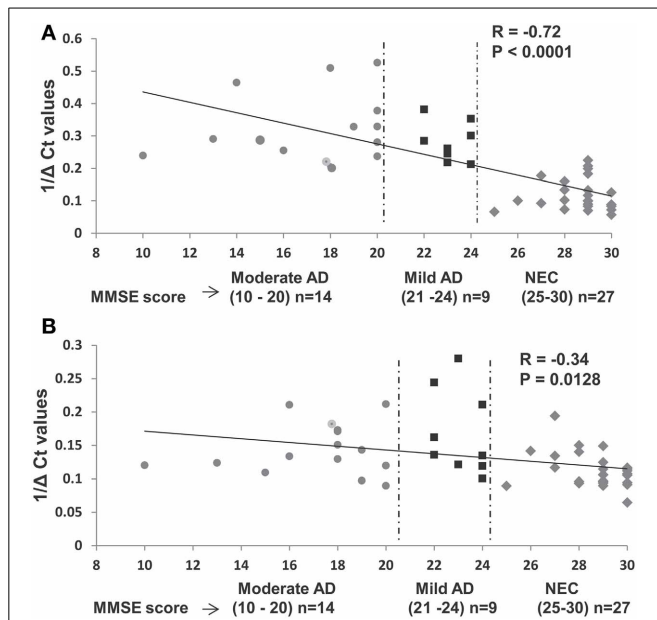 A
R = -0.72
P < 0.0001
0.6
0.5
0.4
0.3
0.2
0.1
0
1/Δ Ct values
8 10 12 14 16 18 20 22 24 26 28 30
Moderate AD Mild AD NEC
MMSE score → (10 - 20) n=14 (21 -24) n=9 (25-30) n=27
B
R = -0.34
P = 0.0128
0.3
0.25
0.2
0.15
0.1
0.05
0
1/Δ Ct values
8 10 12 14 16 18 20 22 24 26 28 30
Moderate AD Mild AD NEC
MMSE score → (10 - 20) n=14 (21 -24) n=9 (25-30) n=27